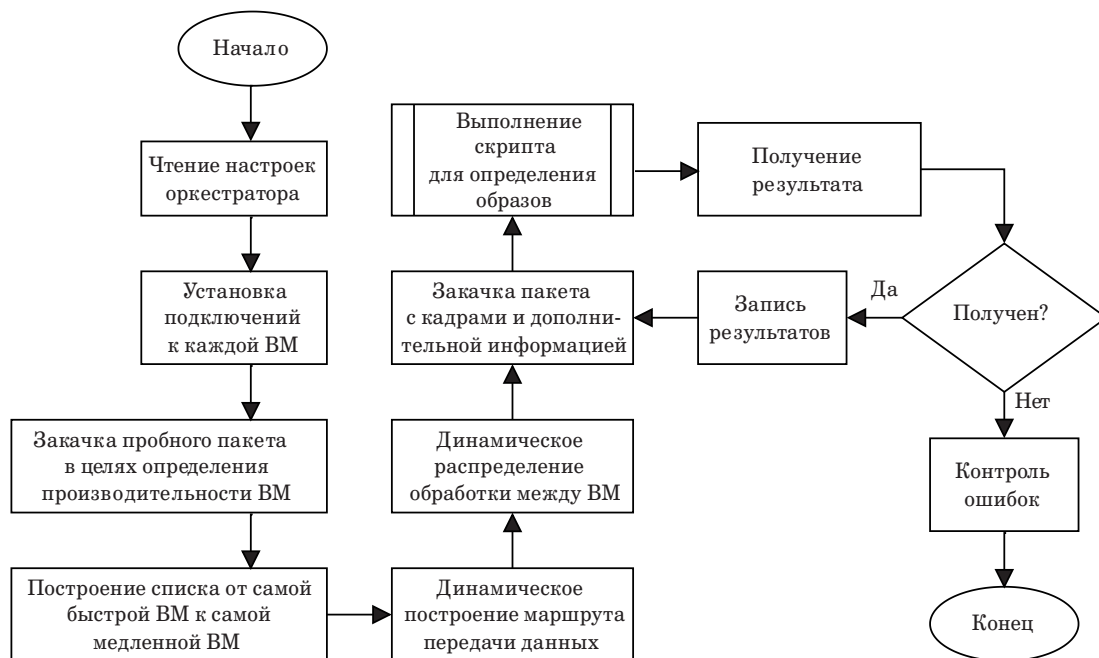 Начало
Чтение настроек
оркестратора
Установка
подключений
к каждой ВМ
Закачка пробного пакета
в целях определения
производительности ВМ
Построение списка от самой
быстрой ВМ к самой
медленной ВМ
Динамическое
построение маршрута
передачи данных
Динамическое
распределение
обработки между ВМ
Закачка пакета
с кадрами и дополни-
тельной информацией
Выполнение
скрипта
для определения
образов
Получение
результата
Получен?
Да
Запись
результатов
Нет
Контроль
ошибок
Конец